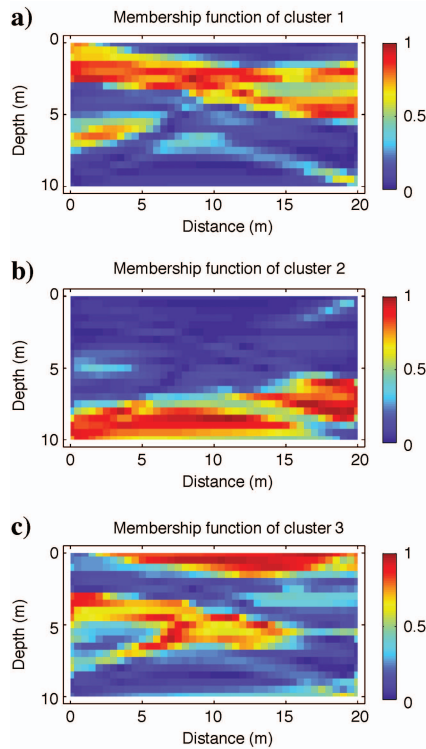 a)
Membership function of cluster 1
0
5
10
Depth (m)
0 5 10 15 20
Distance (m)
1
0.5
0
b)
Membership function of cluster 2
0
5
10
Depth (m)
0 5 10 15 20
Distance (m)
1
0.5
0
c)
Membership function of cluster 3
0
5
10
Depth (m)
0 5 10 15 20
Distance (m)
1
0.5
0